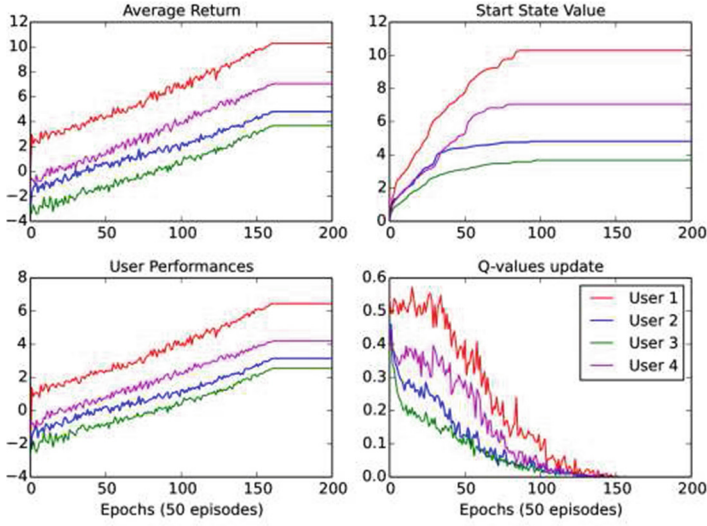 Average Return
12
10
8
6
4
2
0
−2
−4
0 50 100 150 200
Start State Value
12
10
8
6
4
2
0
0 50 100 150 200
User Performances
8
6
4
2
0
−2
−4
0 50 100 150 200
Epochs (50 episodes)
Q-values update
0.6
0.5
0.4
0.3
0.2
0.1
0.0
User 1
User 2
User 3
User 4
0 50 100 150 200
Epochs (50 episodes)